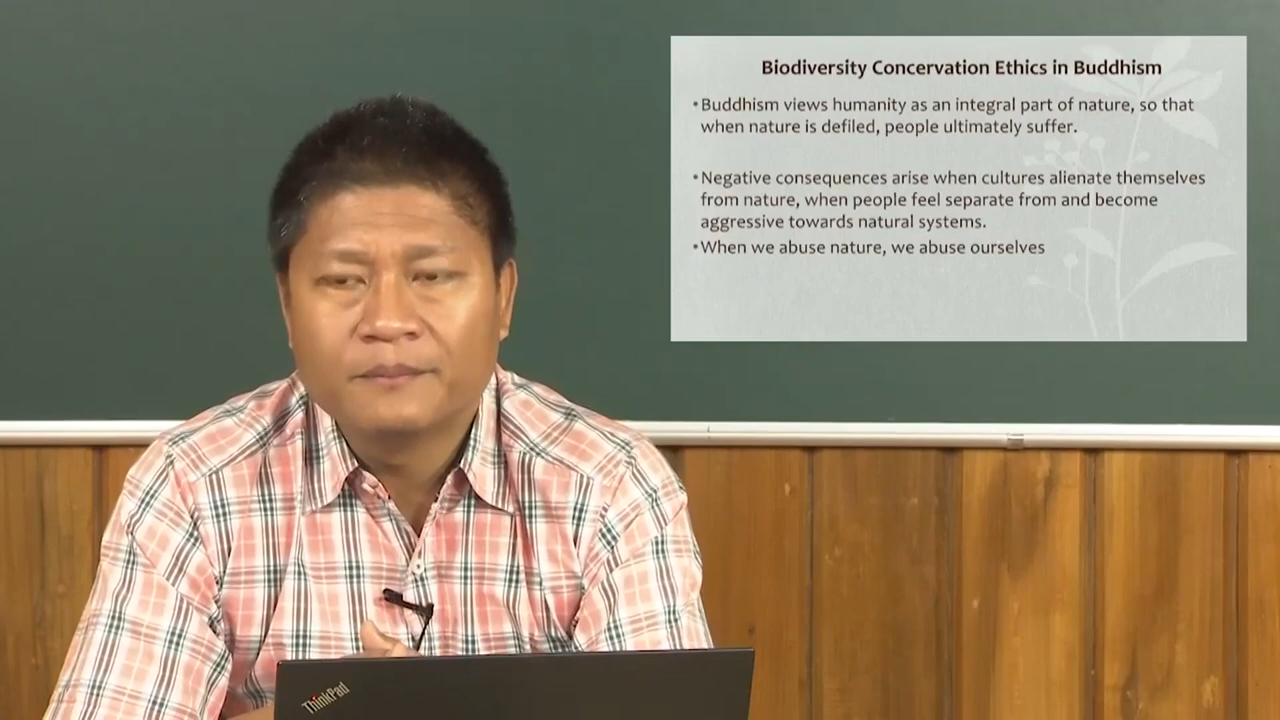 Biodiversity Concervation Ethics in Buddhism
•Buddhism views humanity as an integral part of nature, so that
when nature is defiled, people ultimately suffer.
•Negative consequences arise when cultures alienate themselves
from nature, when people feel separate from and become
aggressive towards natural systems.
•When we abuse nature, we abuse ourselves
ThinkPad